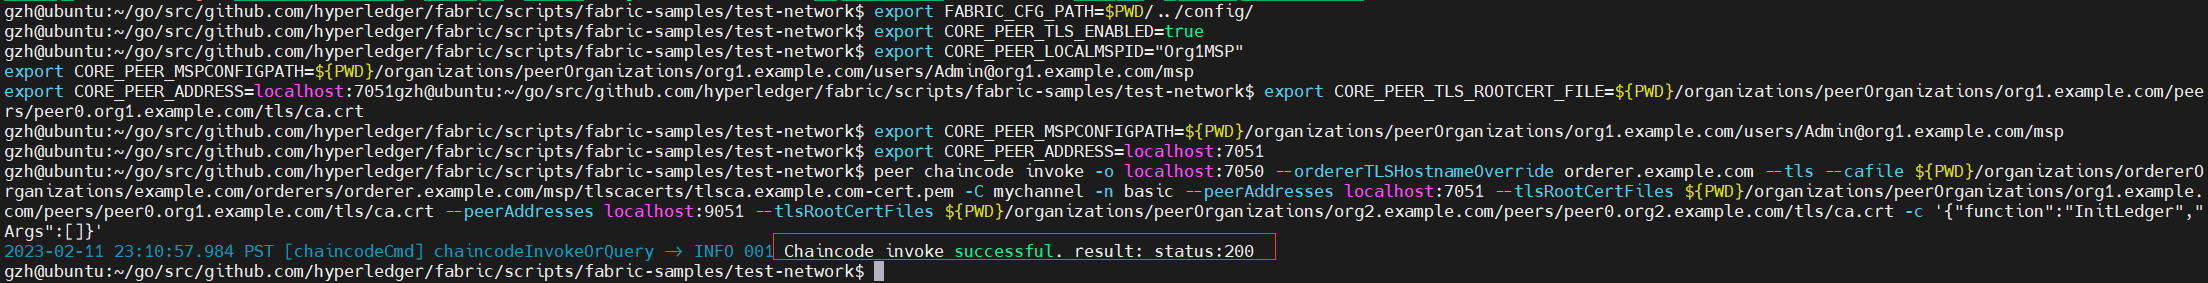 gzh@ubuntu:~/go/src/github.com/hyperledger/fabric/scripts/fabric-samples/test-network$ export FABRIC_CFG_PATH=$PWD/../config/
gzh@ubuntu:~/go/src/github.com/hyperledger/fabric/scripts/fabric-samples/test-network$ export CORE_PEER_TLS_ENABLED=true
gzh@ubuntu:~/go/src/github.com/hyperledger/fabric/scripts/fabric-samples/test-network$ export CORE_PEER_LOCALMSPID="Org1MSP"
export CORE_PEER_MSPCONFIGPATH=${PWD}/organizations/peerOrganizations/org1.example.com/users/Admin@org1.example.com/msp
export CORE_PEER_ADDRESS=localhost:7051gzh@ubuntu:~/go/src/github.com/hyperledger/fabric/scripts/fabric-samples/test-network$ export CORE_PEER_TLS_ROOTCERT_FILE=${PWD}/organizations/peerOrganizations/org1.example.com/pee
rs/peer0.org1.example.com/tls/ca.crt
gzh@ubuntu:~/go/src/github.com/hyperledger/fabric/scripts/fabric-samples/test-network$ export CORE_PEER_MSPCONFIGPATH=${PWD}/organizations/peerOrganizations/org1.example.com/users/Admin@org1.example.com/msp
gzh@ubuntu:~/go/src/github.com/hyperledger/fabric/scripts/fabric-samples/test-network$ export CORE_PEER_ADDRESS=localhost:7051
gzh@ubuntu:~/go/src/github.com/hyperledger/fabric/scripts/fabric-samples/test-network$ peer chaincode invoke -o localhost:7050 --ordererTLSHostnameOverride orderer.example.com --tls --cafile ${PWD}/organizations/ordererO
rganizations/example.com/orderers/orderer.example.com/msp/tlscacerts/tlsca.example.com-cert.pem -C mychannel -n basic --peerAddresses localhost:7051 --tlsRootCertFiles ${PWD}/organizations/peerOrganizations/org1.example.
com/peers/peer0.org1.example.com/tls/ca.crt --peerAddresses localhost:9051 --tlsRootCertFiles ${PWD}/organizations/peerOrganizations/org2.example.com/peers/peer0.org2.example.com/tls/ca.crt -c '{"function":"InitLedger","
Args":[]}'
2023-02-11 23:10:57.984 PST [chaincodeCmd] chaincodeInvokeOrQuery -> INFO 001 Chaincode invoke successful. result: status:200
gzh@ubuntu:~/go/src/github.com/hyperledger/fabric/scripts/fabric-samples/test-network$